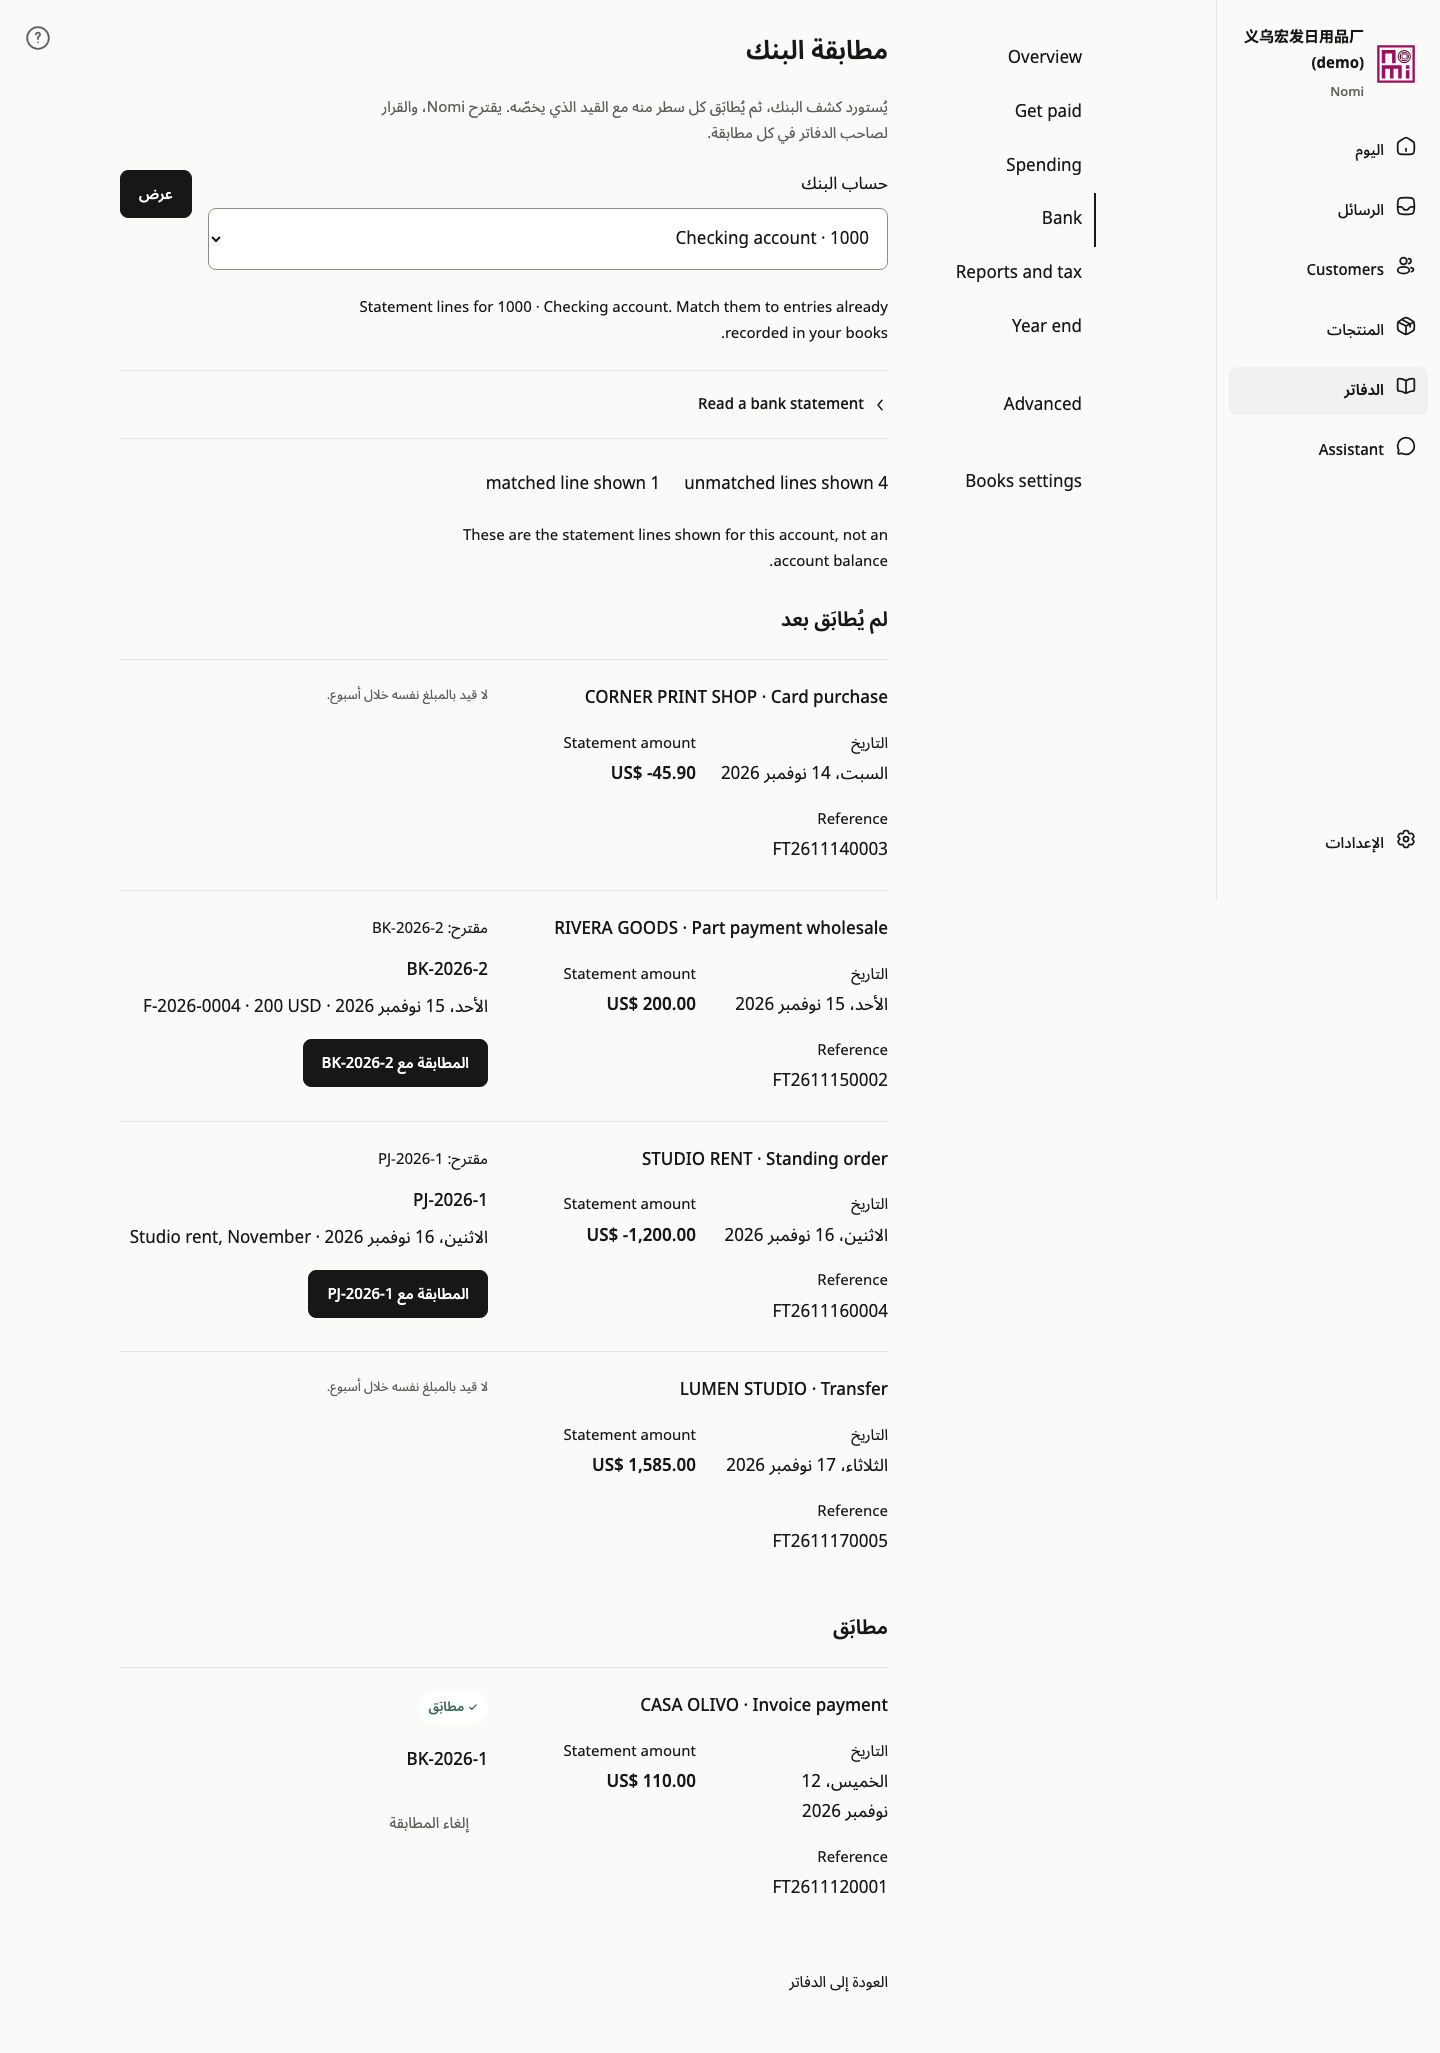 义乌宏发日用品厂
(demo)
Nomi
اليوم
الرسائل
Customers
المنتجات
الدفاتر
Assistant
الإعدادات
Overview
Get paid
Spending
Bank
Reports and tax
Year end
Advanced
Books settings
مطابقة البنك
يُستورد كشف البنك، ثم يُطابَق كل سطر منه مع القيد الذي يخصّه. يقترح Nomi، والقرار
لصاحب الدفاتر في كل مطابقة.
حساب البنك
1000 · Checking account
عرض
Statement lines for 1000 · Checking account. Match them to entries already
recorded in your books.
Read a bank statement
4 unmatched lines shown
1 matched line shown
These are the statement lines shown for this account, not an
account balance.
لم يُطابَق بعد
CORNER PRINT SHOP · Card purchase
التاريخ
السبت، 14 نوفمبر 2026
Statement amount
US$ -45.90
Reference
FT2611140003
لا قيد بالمبلغ نفسه خلال أسبوع.
RIVERA GOODS · Part payment wholesale
التاريخ
الأحد، 15 نوفمبر 2026
Statement amount
US$ 200.00
Reference
FT2611150002
مقترح: BK-2026-2
BK-2026-2
الأحد، 15 نوفمبر 2026 · F-2026-0004 · 200 USD
المطابقة مع BK-2026-2
STUDIO RENT · Standing order
التاريخ
الاثنين، 16 نوفمبر 2026
Statement amount
US$ -1,200.00
Reference
FT2611160004
مقترح: PJ-2026-1
PJ-2026-1
الاثنين، 16 نوفمبر 2026 · Studio rent, November
المطابقة مع PJ-2026-1
LUMEN STUDIO · Transfer
التاريخ
الثلاثاء، 17 نوفمبر 2026
Statement amount
US$ 1,585.00
Reference
FT2611170005
لا قيد بالمبلغ نفسه خلال أسبوع.
مطابَق
CASA OLIVO · Invoice payment
التاريخ
الخميس، 12
نوفمبر 2026
Statement amount
US$ 110.00
Reference
FT2611120001
✓ مطابَق
BK-2026-1
إلغاء المطابقة
العودة إلى الدفاتر